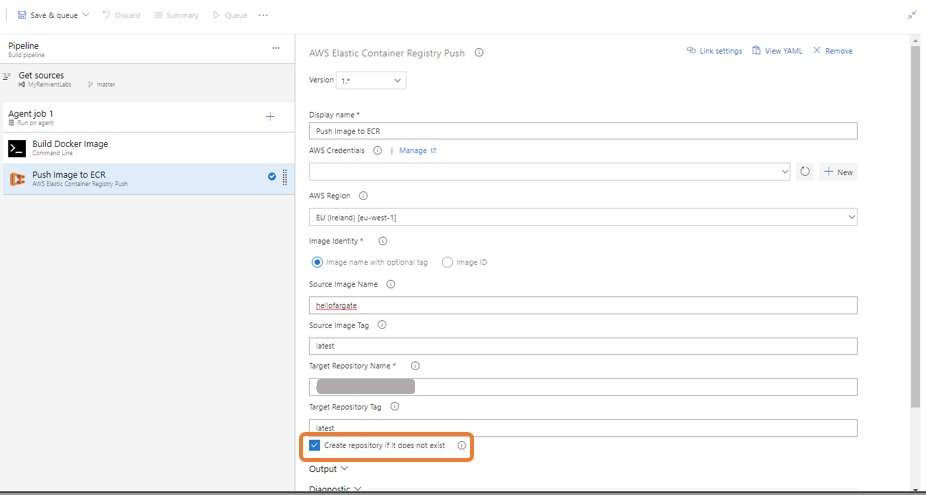 Save & queue
Discard
Summary
Queue
...
Pipeline
...
Build pipeline
Get sources
MyReinventLabs
master
Agent job 1
Run on agent
Build Docker Image
Command Line
Push Image to ECR
AWS Elastic Container Registry Push
AWS Elastic Container Registry Push
Link settings
View YAML
Remove
Version 1.*
Display name *
Push Image to ECR
AWS Credentials | Manage
New
AWS Region
EU (Ireland) [eu-west-1]
Image Identity *
Image name with optional tag
Image ID
Source Image Name
hellofargate
Source Image Tag
latest
Target Repository Name *
Target Repository Tag
latest
Create repository if it does not exist
Output
Diagnostic